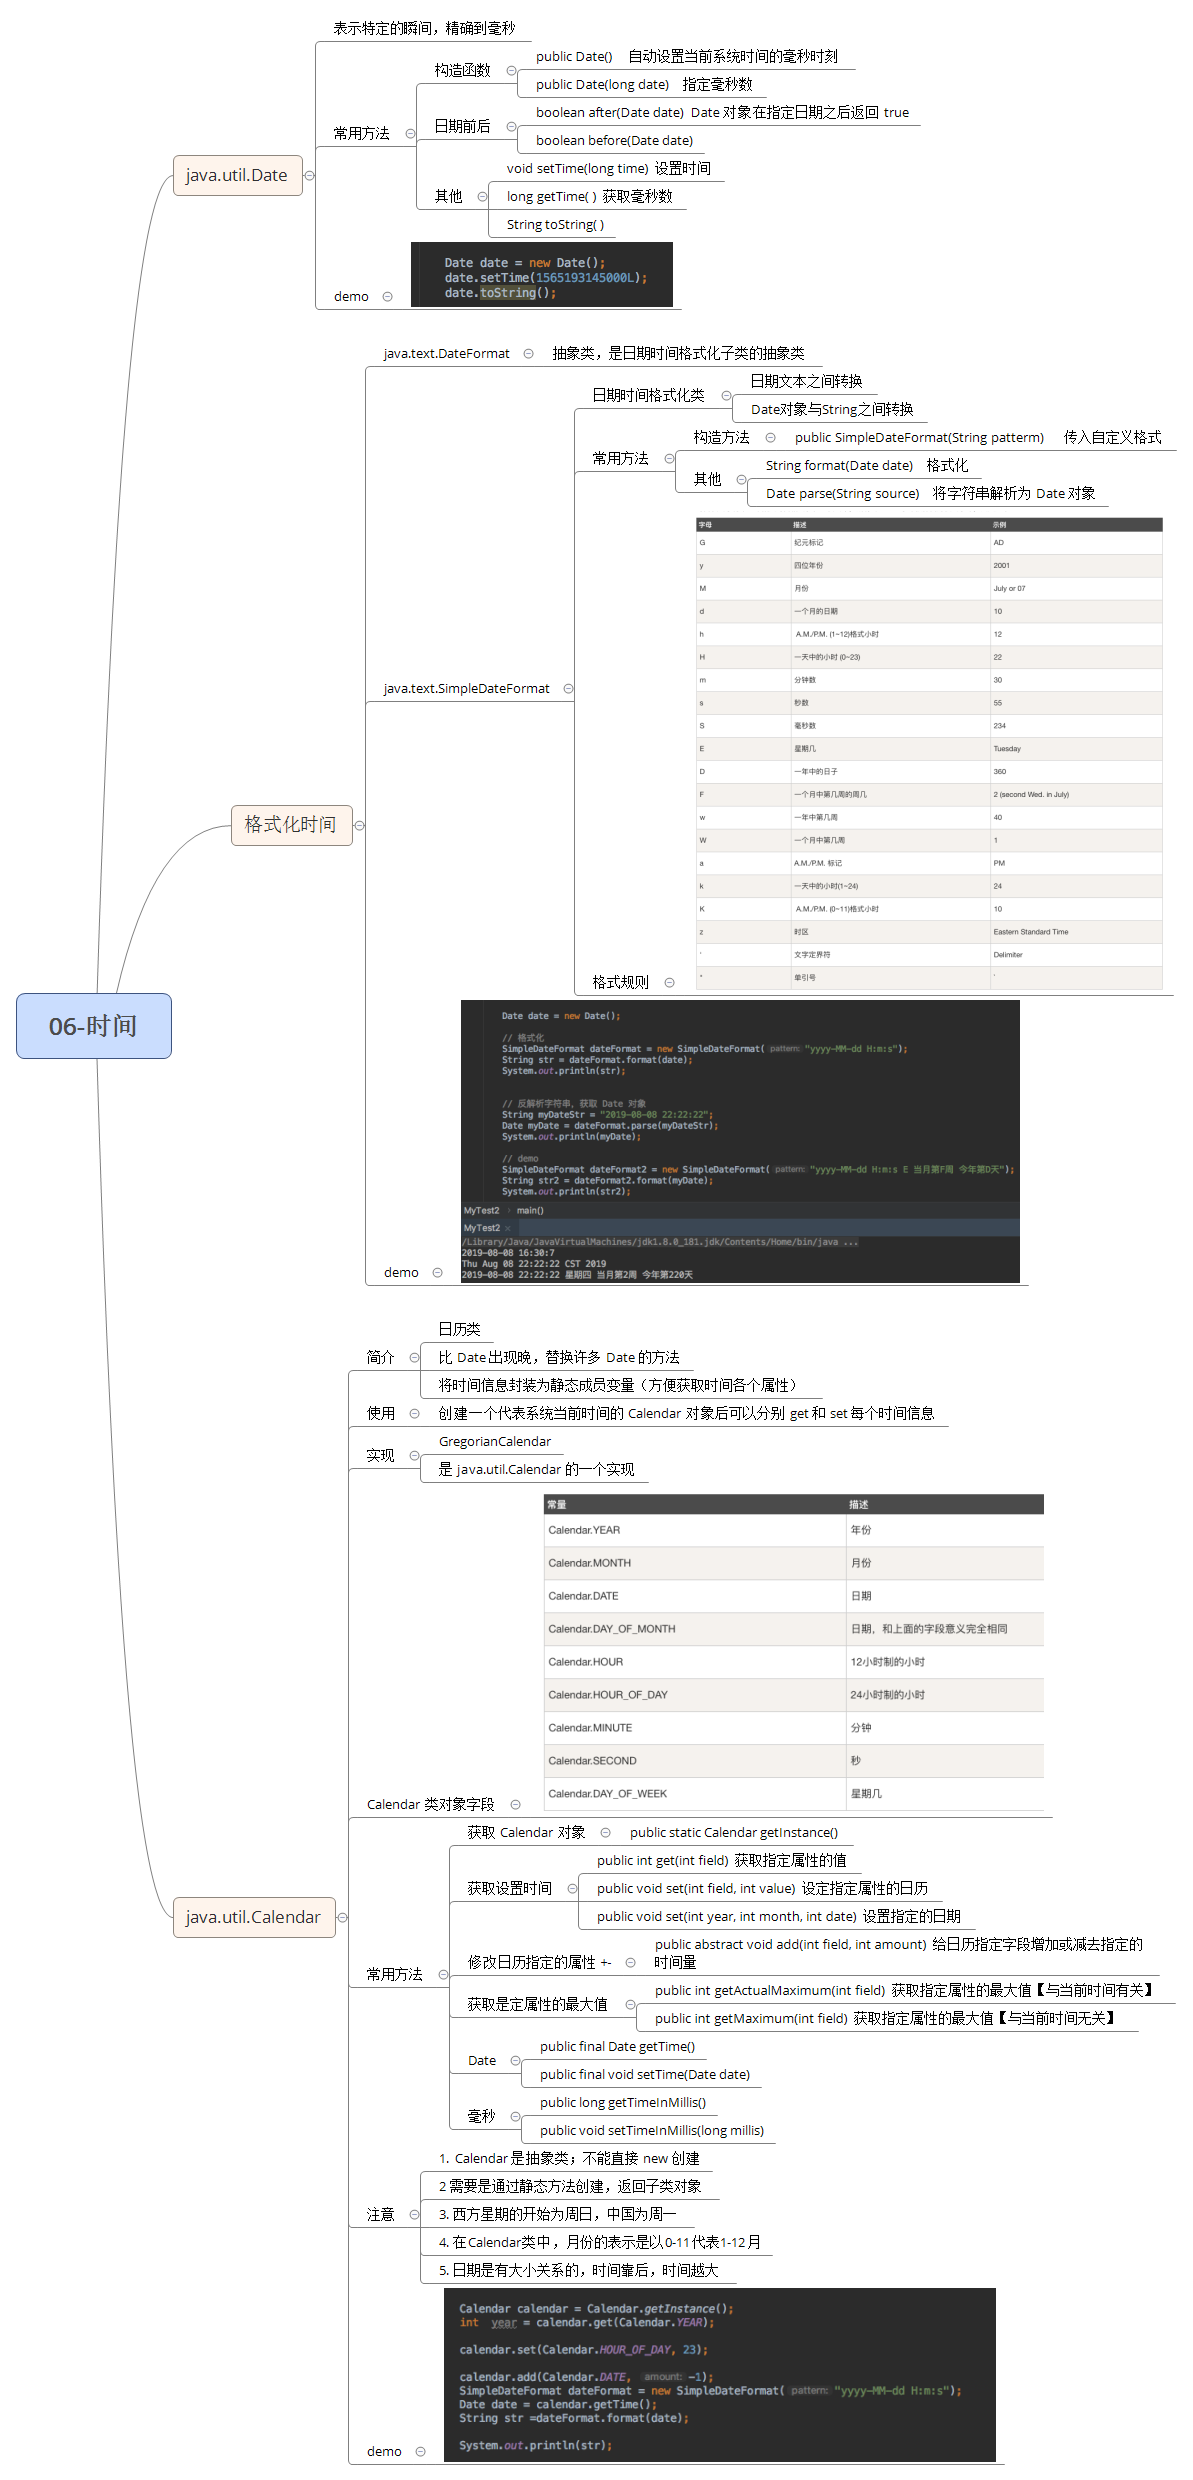 表示特定的瞬间，精确到毫秒
构造函数
public Date() 自动设置当前系统时间的毫秒时刻
public Date(long date) 指定毫秒数
常用方法
日期前后
boolean after(Date date) Date 对象在指定日期之后返回 true
boolean before(Date date)
java.util.Date
其他
void setTime(long time) 设置时间
long getTime( ) 获取毫秒数
String toString( )
demo
Date date = new Date();
date.setTime(1565193145000L);
date.toString();
java.text.DateFormat 抽象类，是日期时间格式化子类的抽象类
日期时间格式化类
日期文本之间转换
Date对象与String之间转换
常用方法
构造方法 public SimpleDateFormat(String patterm) 传入自定义格式
其他
String format(Date date) 格式化
Date parse(String source) 将字符串解析为 Date 对象
java.text.SimpleDateFormat
字母 描述 示例
G 纪元标记 AD
y 四位年份 2001
M 月份 July or 07
d 一个月的日期 10
h A.M./P.M. (1~12)格式小时 12
H 一天中的小时 (0~23) 22
m 分钟数 30
s 秒数 55
S 毫秒数 234
E 星期几 Tuesday
D 一年中的日子 360
F 一个月中第几周的周几 2 (second Wed. in July)
w 一年中第几周 40
W 一个月中第几周 1
a A.M./P.M. 标记 PM
k 一天中的小时(1~24) 24
K A.M./P.M. (0~11)格式小时 10
z 时区 Eastern Standard Time
' 文字定界符 Delimiter
" 单引号 `
格式规则
格式化时间
06-时间
Date date = new Date();
// 格式化
SimpleDateFormat dateFormat = new SimpleDateFormat( pattern: "yyyy-MM-dd H:m:s");
String str = dateFormat.format(date);
System.out.println(str);
// 反解析字符串，获取 Date 对象
String myDateStr = "2019-08-08 22:22:22";
Date myDate = dateFormat.parse(myDateStr);
System.out.println(myDate);
// demo
SimpleDateFormat dateFormat2 = new SimpleDateFormat( pattern: "yyyy-MM-dd H:m:s E 当月第F周 今年第D天");
String str2 = dateFormat2.format(myDate);
System.out.println(str2);
MyTest2 › main()
MyTest2 ×
/Library/Java/JavaVirtualMachines/jdk1.8.0_181.jdk/Contents/Home/bin/java ...
2019-08-08 16:30:7
Thu Aug 08 22:22:22 CST 2019
2019-08-08 22:22:22 星期四 当月第2周 今年第220天
demo
简介
日历类
比 Date 出现晚，替换许多 Date 的方法
将时间信息封装为静态成员变量（方便获取时间各个属性）
使用 创建一个代表系统当前时间的 Calendar 对象后可以分别 get 和 set 每个时间信息
实现
GregorianCalendar
是 java.util.Calendar 的一个实现
常量 描述
Calendar.YEAR 年份
Calendar.MONTH 月份
Calendar.DATE 日期
Calendar.DAY_OF_MONTH 日期，和上面的字段意义完全相同
Calendar.HOUR 12小时制的小时
Calendar.HOUR_OF_DAY 24小时制的小时
Calendar.MINUTE 分钟
Calendar.SECOND 秒
Calendar.DAY_OF_WEEK 星期几
Calendar 类对象字段
java.util.Calendar
常用方法
获取 Calendar 对象 public static Calendar getInstance()
获取设置时间
public int get(int field) 获取指定属性的值
public void set(int field, int value) 设定指定属性的日历
public void set(int year, int month, int date) 设置指定的日期
修改日历指定的属性 +-
public abstract void add(int field, int amount) 给日历指定字段增加或减去指定的
时间量
获取是定属性的最大值
public int getActualMaximum(int field) 获取指定属性的最大值【与当前时间有关】
public int getMaximum(int field) 获取指定属性的最大值【与当前时间无关】
Date
public final Date getTime()
public final void setTime(Date date)
毫秒
public long getTimeInMillis()
public void setTimeInMillis(long millis)
注意
1. Calendar 是抽象类；不能直接 new 创建
2 需要是通过静态方法创建，返回子类对象
3. 西方星期的开始为周日，中国为周一
4. 在Calendar类中，月份的表示是以 0-11 代表1-12 月
5. 日期是有大小关系的，时间靠后，时间越大
Calendar calendar = Calendar.getInstance();
int year = calendar.get(Calendar.YEAR);
calendar.set(Calendar.HOUR_OF_DAY, 23);
calendar.add(Calendar.DATE, amount: -1);
SimpleDateFormat dateFormat = new SimpleDateFormat( pattern: "yyyy-MM-dd H:m:s");
Date date = calendar.getTime();
String str =dateFormat.format(date);
System.out.println(str);
demo